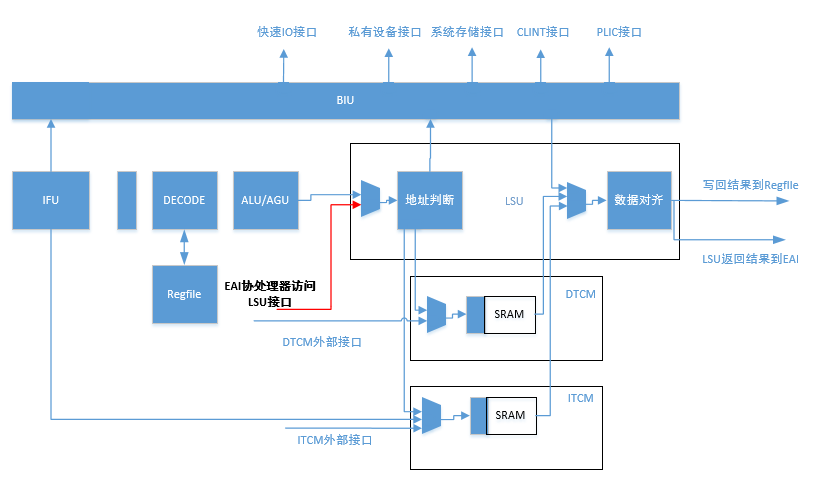 快速IO接口 私有设备接口 系统存储接口 CLINT接口 PLIC接口
BIU
IFU DECODE ALU/AGU 地址判断 LSU 数据对齐
写回结果到Regfile
LSU返回结果到EAI
Regfile
EAI协处理器访问
LSU接口
DTCM
SRAM
DTCM外部接口
ITCM
SRAM
ITCM外部接口